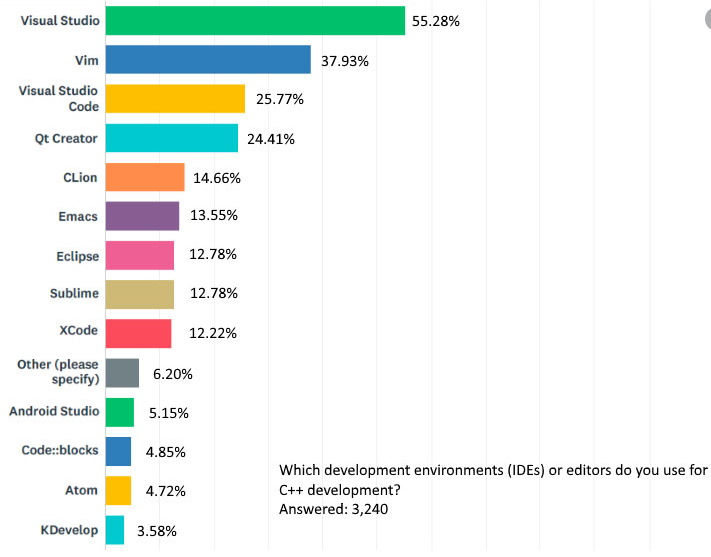 Visual Studio 55.28%
Vim 37.93%
Visual Studio
Code 25.77%
Qt Creator 24.41%
CLion 14.66%
Emacs 13.55%
Eclipse 12.78%
Sublime 12.78%
XCode 12.22%
Other (please
specify) 6.20%
Android Studio 5.15%
Code::blocks 4.85%
Atom 4.72%
KDevelop 3.58%
Which development environments (IDEs) or editors do you use for
C++ development?
Answered: 3,240